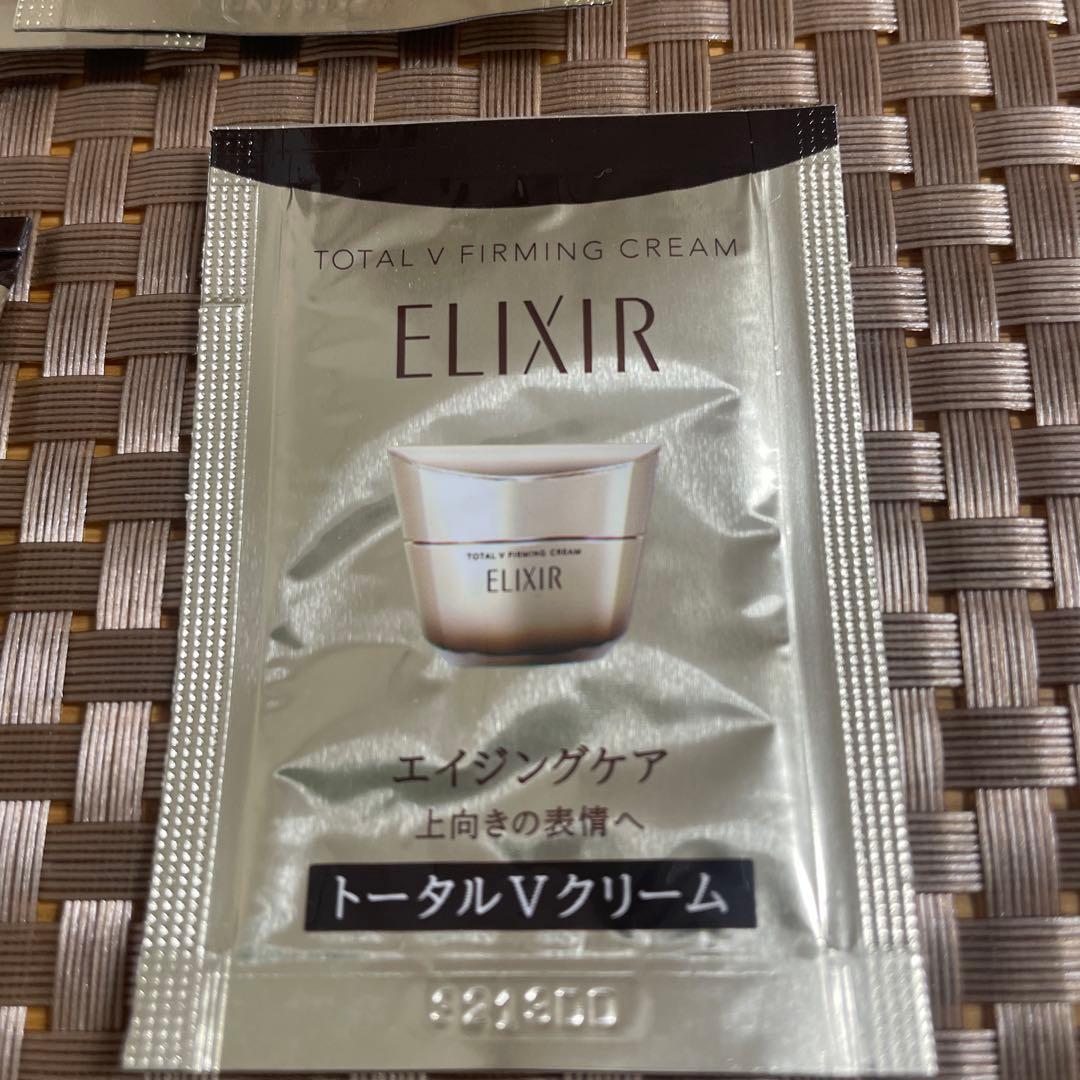 TOTAL V FIRMING CREAM
ELIXIR
TOTAL V FIRMING CREAM
ELIXIR
エイジングケア
上向きの表情へ
トータルVクリーム